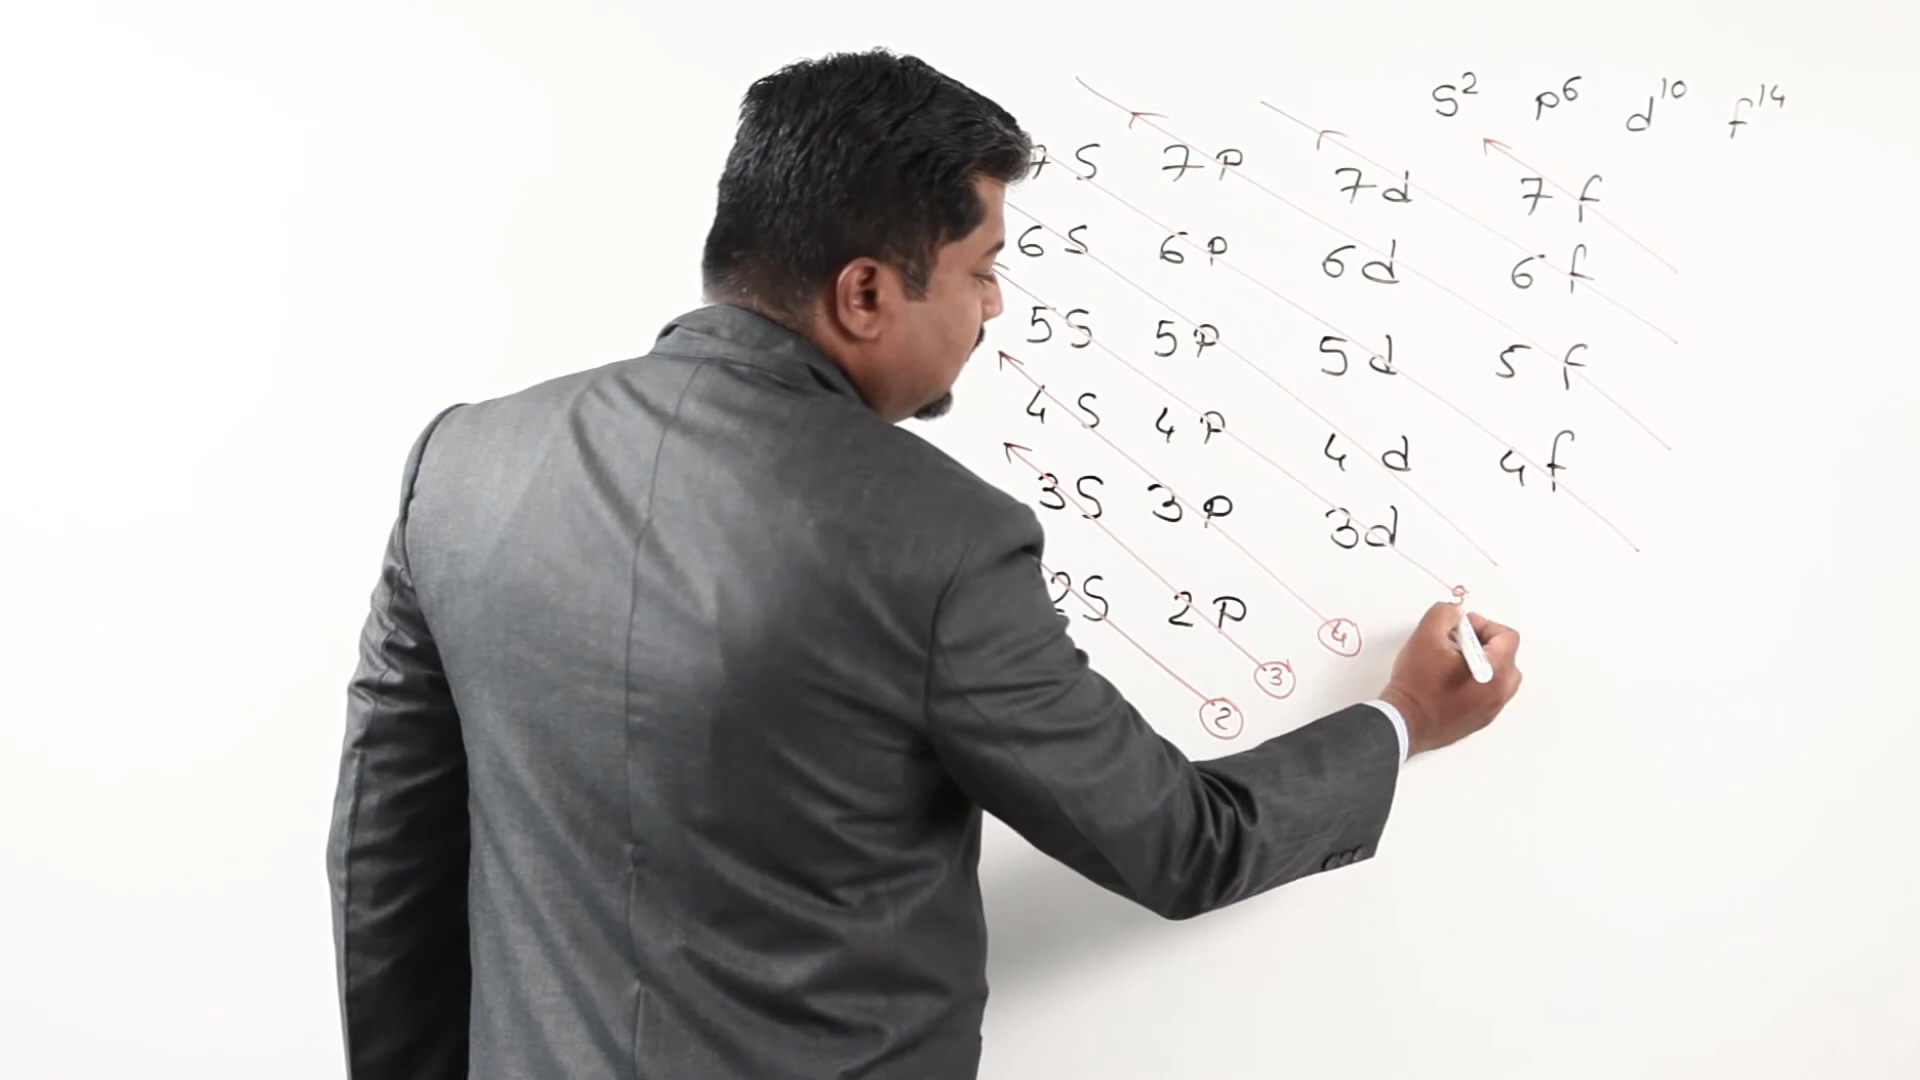 S² P⁶ d¹⁰ f¹⁴
7S 7P 7d 7f
6S 6P 6d 6f
5S 5P 5d 5f
4S 4P 4d 4f
3S 3P 3d
2S 2P
4
3
2